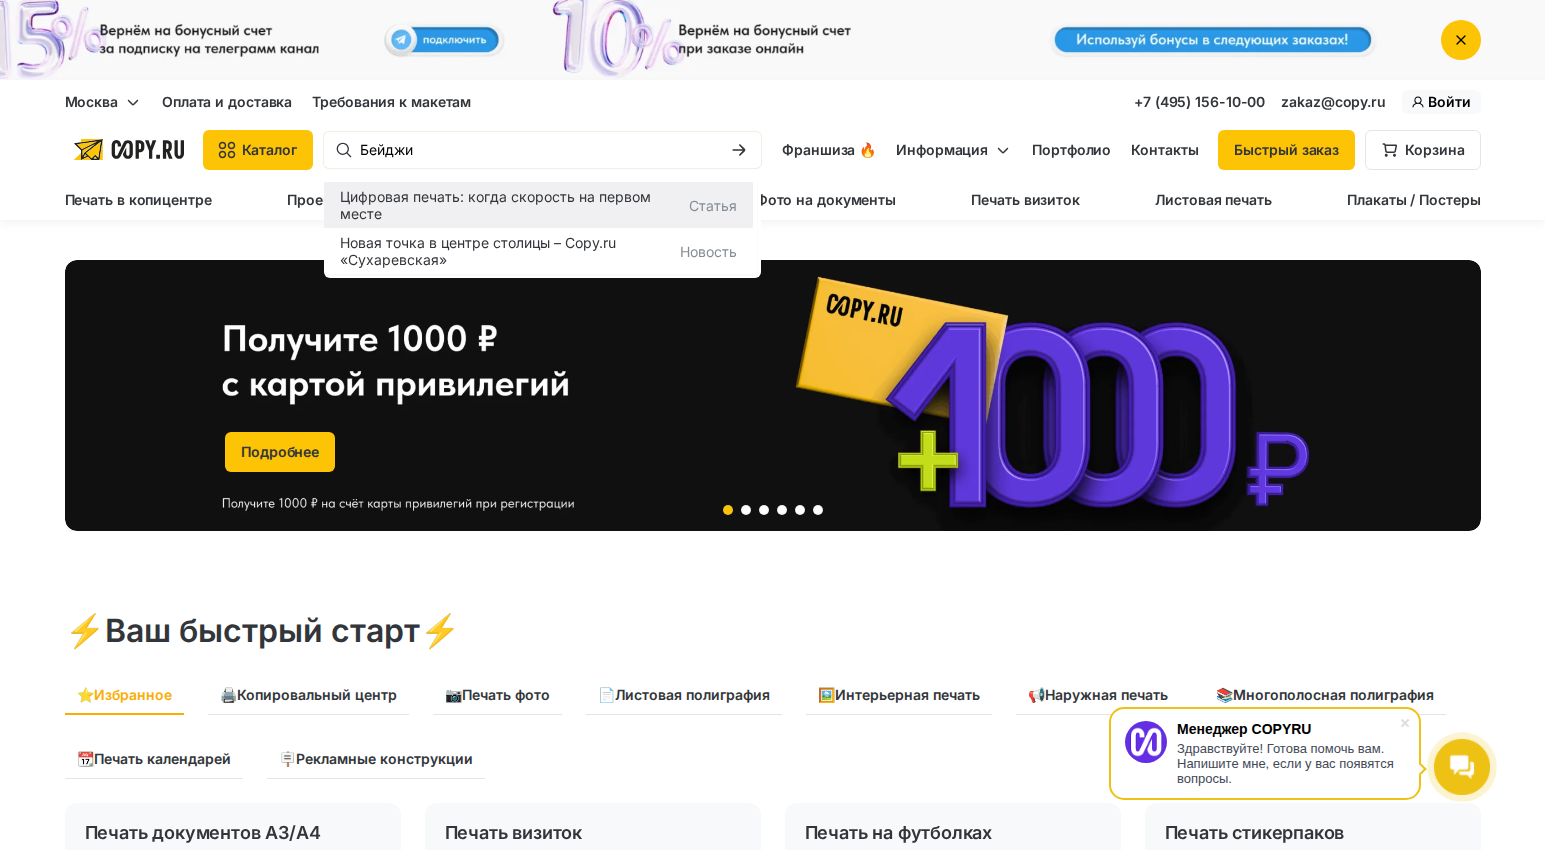 15%
Вернём на бонусный счет
за подписку на телеграмм канал
подключить
10%
Вернём на бонусный счет
при заказе онлайн
Используй бонусы в следующих заказах!
Москва
Оплата и доставка
Требования к макетам
+7 (495) 156-10-00
zakaz@copy.ru
Войти
COPY.RU
Каталог
Бейджи
Франшиза 🔥
Информация
Портфолио
Контакты
Быстрый заказ
Корзина
Печать в копицентре
Прое
Фото на документы
Печать визиток
Листовая печать
Плакаты / Постеры
Цифровая печать: когда скорость на первом
месте
Статья
Новая точка в центре столицы – Copy.ru
«Сухаревская»
Новость
Получите 1000 ₽
с картой привилегий
Подробнее
Получите 1000 ₽ на счёт карты привилегий при регистрации
COPY.RU
+1000 ₽
⚡Ваш быстрый старт⚡
⭐Избранное
🖨️Копировальный центр
📷Печать фото
📄Листовая полиграфия
🖼️Интерьерная печать
📢Наружная печать
📚Многополосная полиграфия
📆Печать календарей
🪧Рекламные конструкции
Менеджер COPYRU
Здравствуйте! Готова помочь вам.
Напишите мне, если у вас появятся
вопросы.
Печать документов А3/А4
Печать визиток
Печать на футболках
Печать стикерпаков